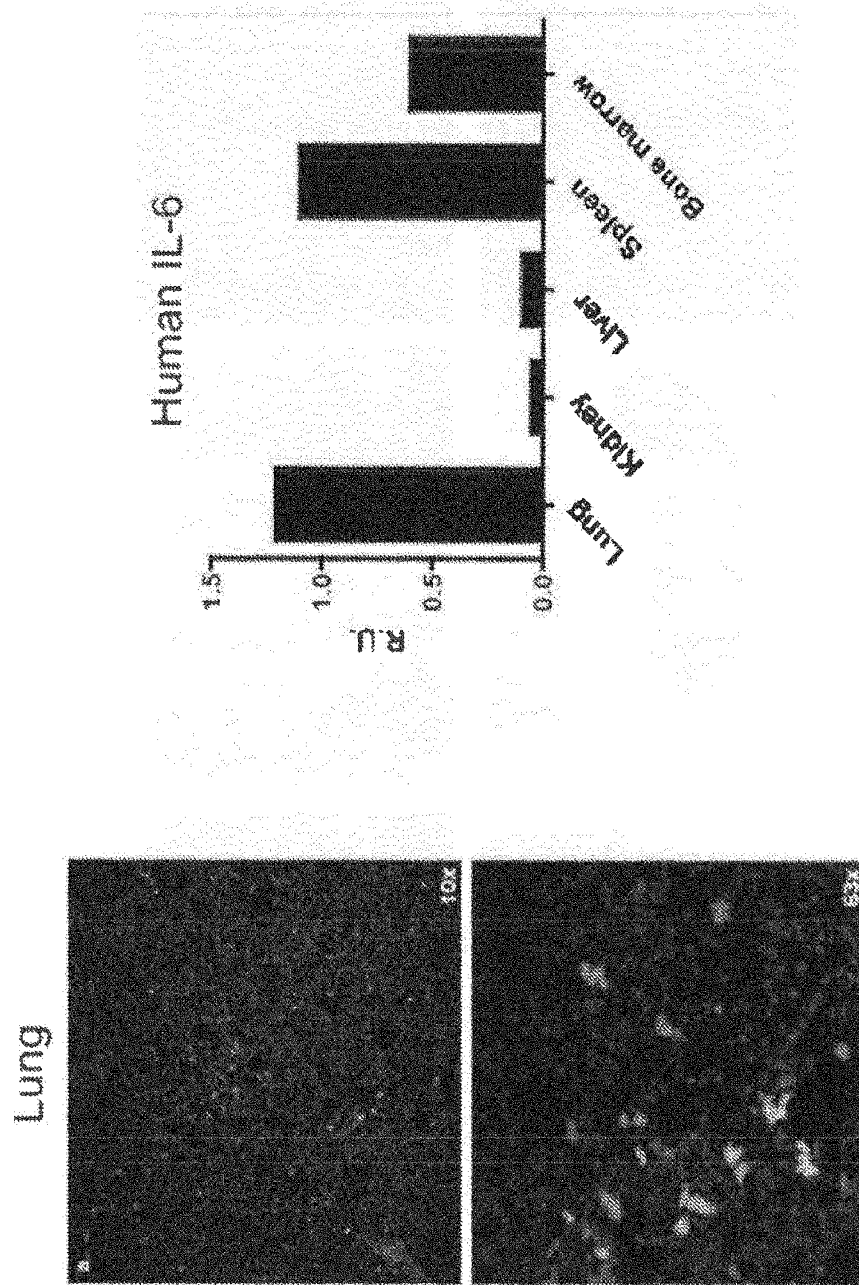 Lung
a
10x
63x
Human IL-6
R.U.
1.5
1.0
0.5
0.0
Lung
Kidney
Liver
Spleen
Bone marrow